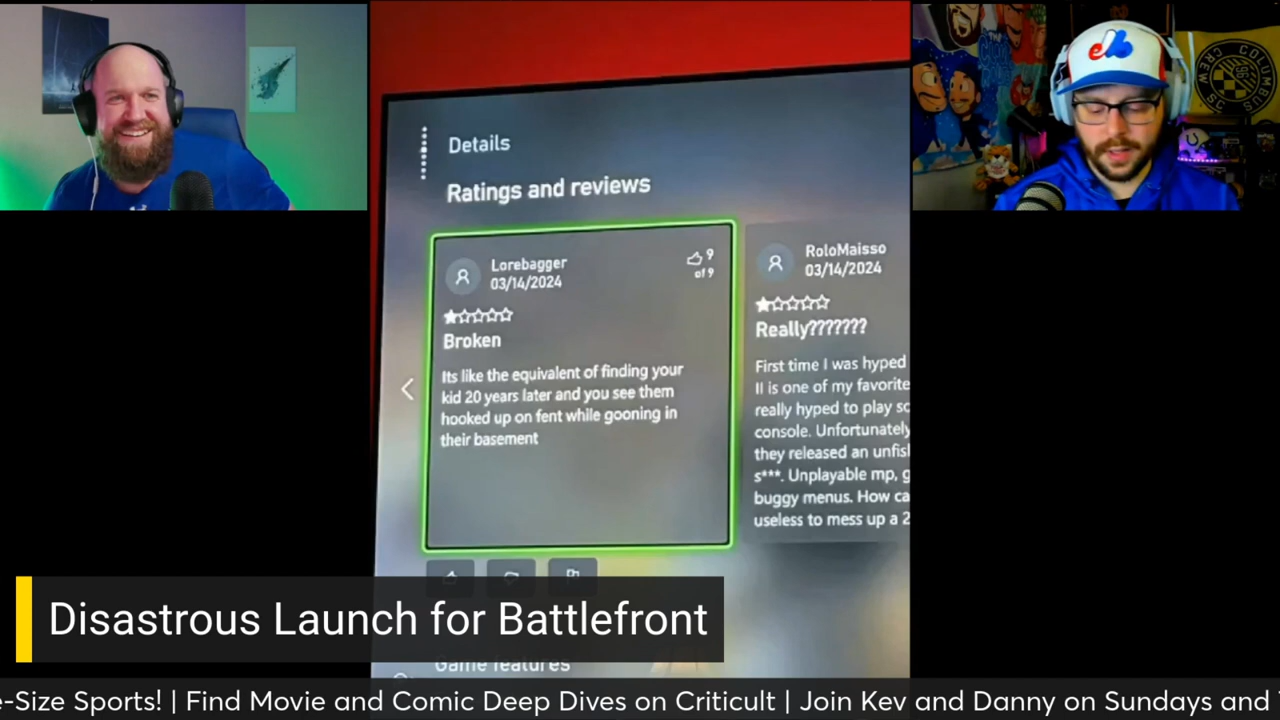 Details
Ratings and reviews
Lorebagger
03/14/2024
9
of 9
Broken
Its like the equivalent of finding your
kid 20 years later and you see them
hooked up on fent while gooning in
their basement
RoloMaisso
03/14/2024
Really???????
First time I was hyped
II is one of my favorite
really hyped to play
console. Unfortunately
they released an
s***. Unplayable mp,
buggy menus. How
useless to mess up a 2
COLUMBUS
CREW SC
Disastrous Launch for Battlefront
Game features
e-Size Sports! | Find Movie and Comic Deep Dives on Criticult | Join Kev and Danny on Sundays and